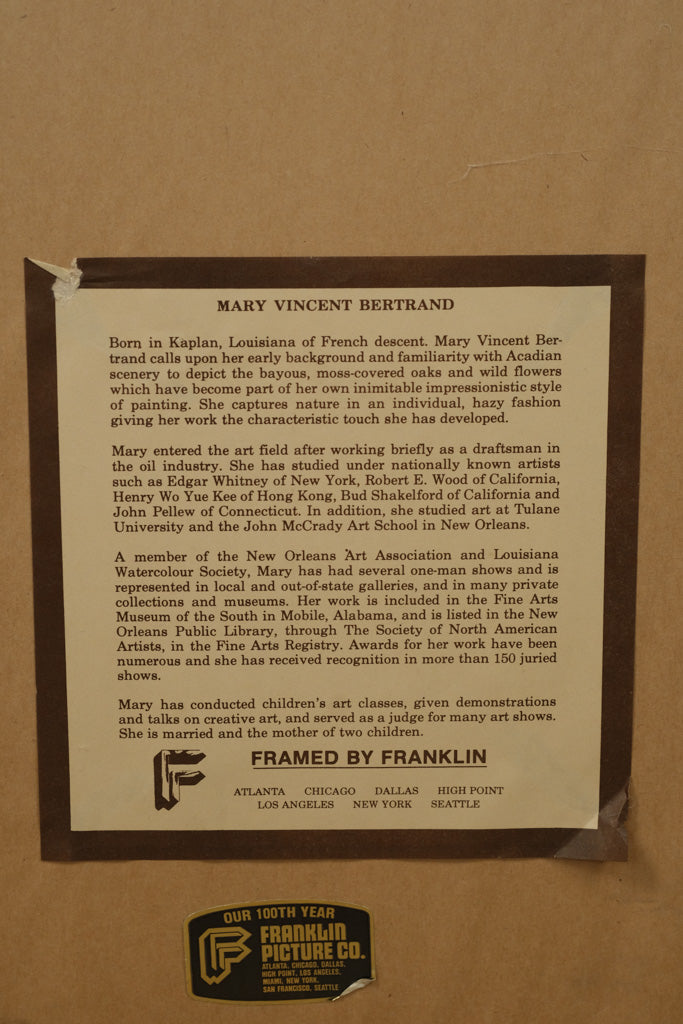 MARY VINCENT BERTRAND
Born in Kaplan, Louisiana of French descent. Mary Vincent Ber-
trand calls upon her early background and familiarity with Acadian
scenery to depict the bayous, moss-covered oaks and wild flowers
which have become part of her own inimitable impressionistic style
of painting. She captures nature in an individual, hazy fashion
giving her work the characteristic touch she has developed.
Mary entered the art field after working briefly as a draftsman in
the oil industry. She has studied under nationally known artists
such as Edgar Whitney of New York, Robert E. Wood of California,
Henry Wo Yue Kee of Hong Kong, Bud Shakelford of California and
John Pellew of Connecticut. In addition, she studied art at Tulane
University and the John McCrady Art School in New Orleans.
A member of the New Orleans Art Association and Louisiana
Watercolour Society, Mary has had several one-man shows and is
represented in local and out-of-state galleries, and in many private
collections and museums. Her work is included in the Fine Arts
Museum of the South in Mobile, Alabama, and is listed in the New
Orleans Public Library, through The Society of North American
Artists, in the Fine Arts Registry. Awards for her work have been
numerous and she has received recognition in more than 150 juried
shows.
Mary has conducted children's art classes, given demonstrations
and talks on creative art, and served as a judge for many art shows.
She is married and the mother of two children.
F FRAMED BY FRANKLIN
ATLANTA CHICAGO DALLAS HIGH POINT
LOS ANGELES NEW YORK SEATTLE
OUR 100TH YEAR
F FRANKLIN
PICTURE CO.
ATLANTA, CHICAGO, DALLAS,
HIGH POINT, LOS ANGELES,
MIAMI, NEW YORK,
SAN FRANCISCO, SEATTLE